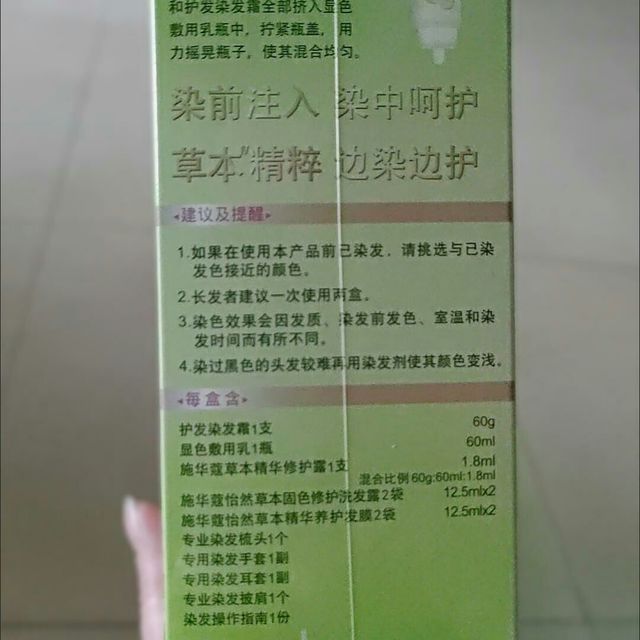 和护发染发霜全部挤入显色
敷用乳瓶中，拧紧瓶盖，用
力摇晃瓶子，使其混合均匀。
染前注入 染中呵护
草本精粹 边染边护
建议及提醒
1.如果在使用本产品前已染发，请挑选与已染
发色接近的颜色。
2.长发者建议一次使用两盒。
3.染色效果会因发质、染发前发色、室温和染
发时间而有所不同。
4.染过黑色的头发较难再用染发剂使其颜色变浅。
每盒含
护发染发霜1支 60g
显色敷用乳1瓶 60ml
施华蔻草本精华修护露1支 1.8ml
混合比例 60g:60ml:1.8ml
施华蔻怡然草本固色修护洗发露2袋 12.5mlx2
施华蔻怡然草本精华养护发膜2袋 12.5mlx2
专业染发梳头1个
专用染发手套1副
专用染发耳套1副
专业染发披肩1个
染发操作指南1份